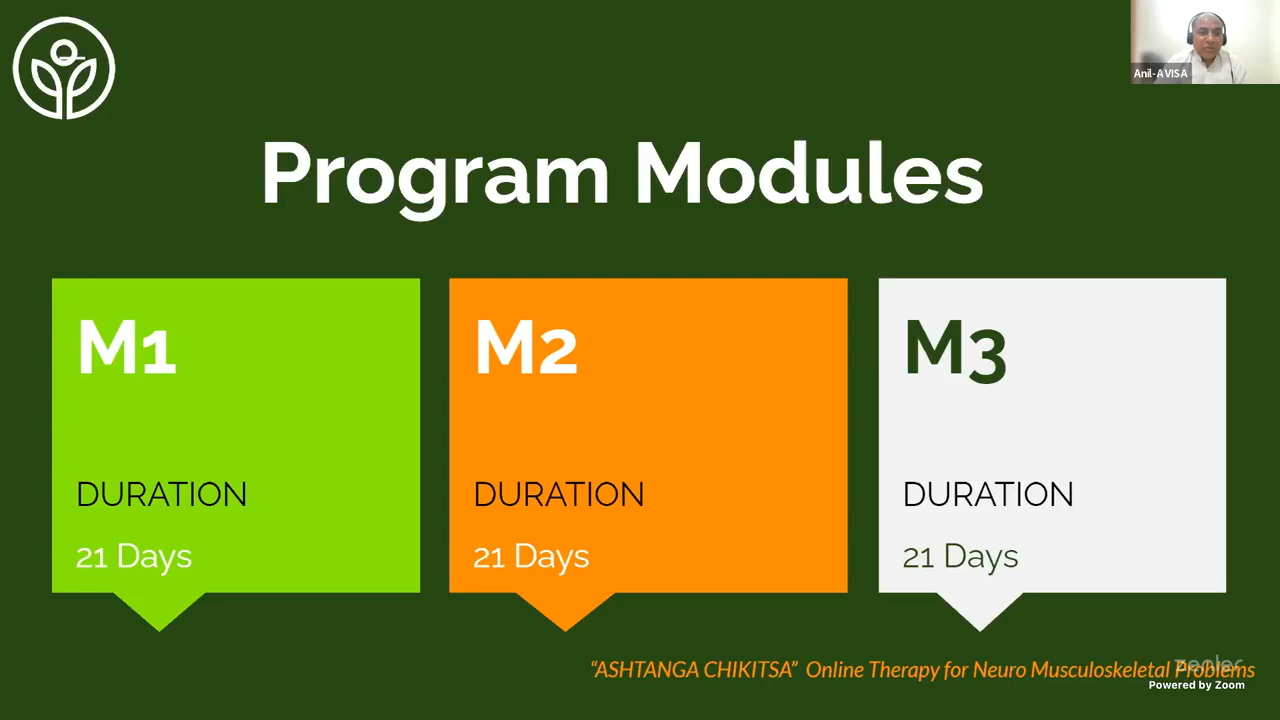 Anil-AVISA
Program Modules
M1
DURATION
21 Days
M2
DURATION
21 Days
M3
DURATION
21 Days
“ASHTANGA CHIKITSA” Online Therapy for Neuro Musculoskeletal Problems
Powered by Zoom